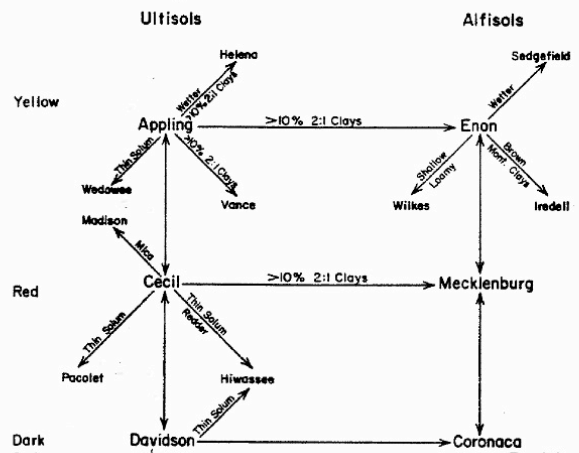 Ultisols
Alfisols
Helena
Sedgefield
Yellow
Wetter
>10% 2:1 Clays
Wetter
Appling
>10% 2:1 Clays
Enon
Thin Solum
>10% 2:1 Clays
Shallow
Loamy
Brown
Mont. Clays
Wedowee
Vance
Wilkes
Iredell
Madison
Mica
Red
Cecil
>10% 2:1 Clays
Mecklenburg
Thin Solum
Thin Solum
Redder
Pacolet
Hiwassee
Thin Solum
Dark
Davidson
Coronaca